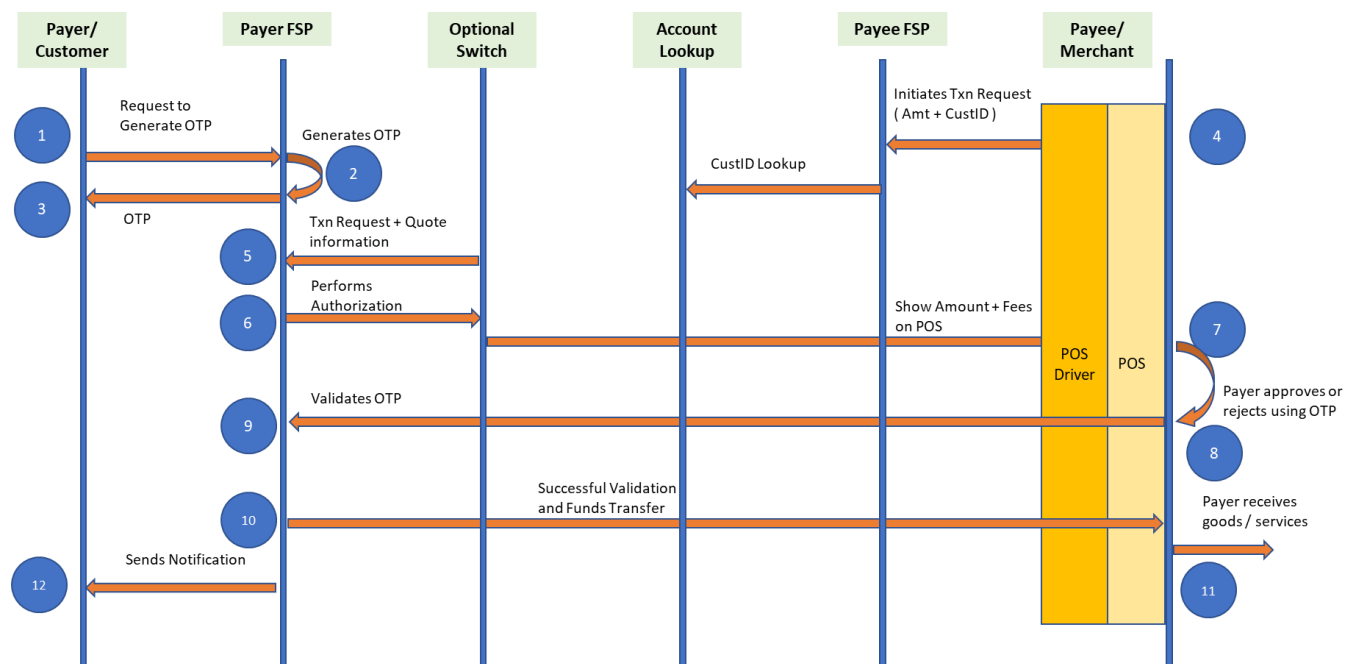 Payer/
Customer
Payer FSP
Optional
Switch
Account
Lookup
Payee FSP
Payee/
Merchant
1
Request to
Generate OTP
Generates OTP
2
3
OTP
Initiates Txn Request
( Amt + CustID )
4
CustID Lookup
Txn Request + Quote
information
5
Performs
Authorization
6
Show Amount + Fees
on POS
7
POS
Driver
POS
Payer approves or
rejects using OTP
8
Validates OTP
9
Successful Validation
and Funds Transfer
10
Payer receives
goods / services
11
Sends Notification
12